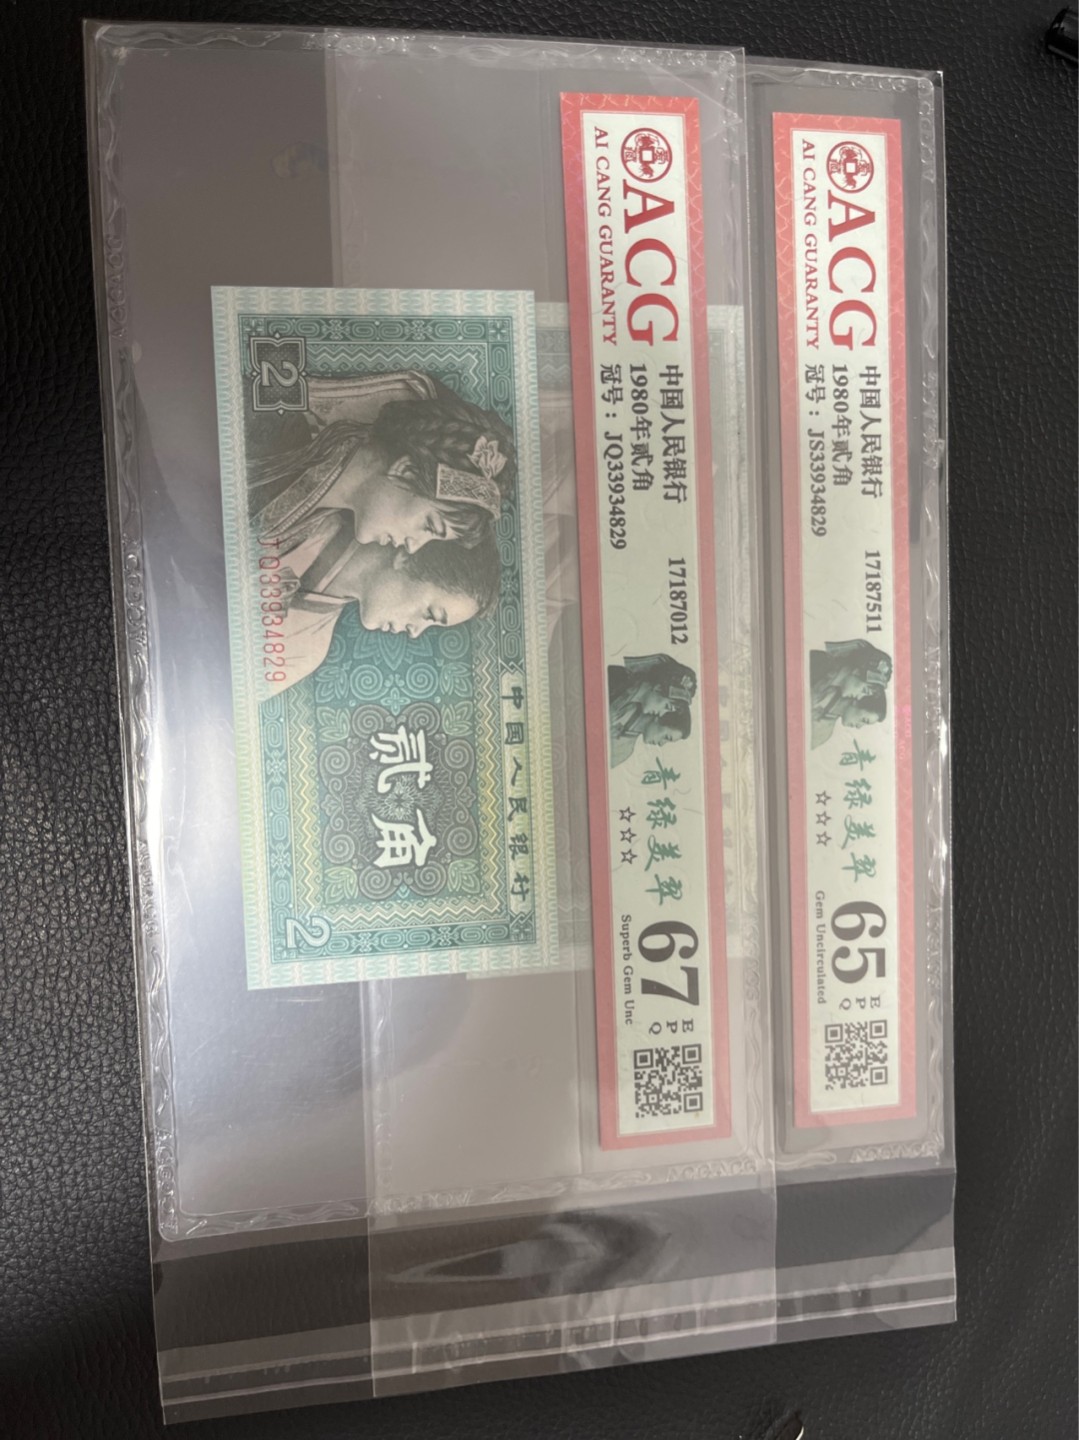 ACG
AI CANG GUARANTY
中国人民银行
1980年贰角
冠号：JS33934829
17187511
青绿美翠
☆☆☆
65
EPQ
Gem Uncirculated
ACG
AI CANG GUARANTY
中国人民银行
1980年贰角
冠号：JQ33934829
17187012
青绿美翠
☆☆☆
67
EPQ
Superb Gem Unc
中国人民银行
贰角
2
2
JQ33934829